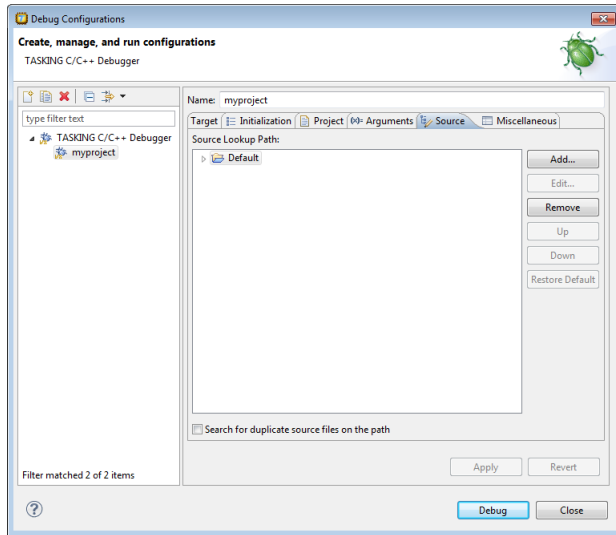 Debug Configurations
Create, manage, and run configurations
TASKING C/C++ Debugger
Name: myproject
type filter text
Target Initialization Project (x)= Arguments Source Miscellaneous
TASKING C/C++ Debugger
myproject
Source Lookup Path:
Default
Add...
Edit...
Remove
Up
Down
Restore Default
Search for duplicate source files on the path
Filter matched 2 of 2 items
Apply Revert
Debug Close